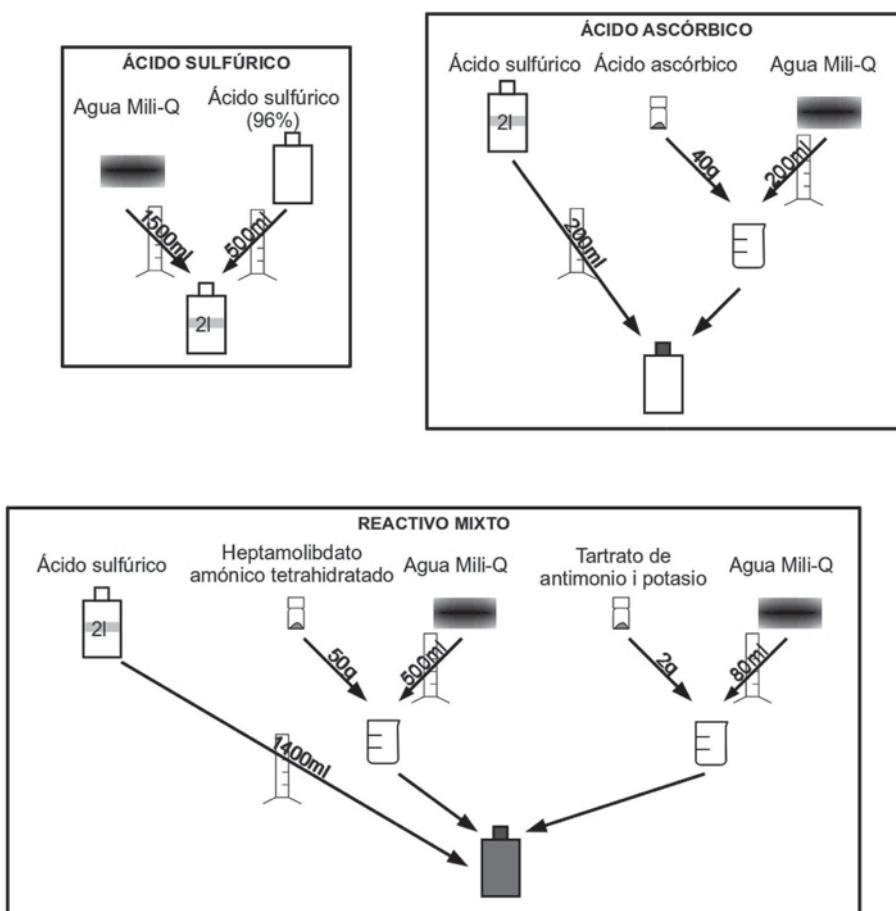 ÁCIDO SULFÚRICO
Agua Mili-Q
Ácido sulfúrico
(96%)
1500ml
500ml
2l
ÁCIDO ASCÓRBICO
Ácido sulfúrico
Ácido ascórbico
Agua Mili-Q
2l
40g
200ml
200ml
REACTIVO MIXTO
Ácido sulfúrico
Heptamolibdato
amónico tetrahidratado
Agua Mili-Q
Tartrato de
antimonio i potasio
Agua Mili-Q
2l
50g
500ml
2g
80ml
1400ml